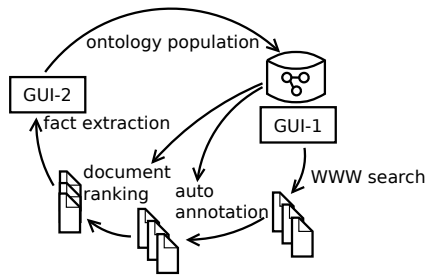 ontology population
GUI-2
GUI-1
fact extraction
document
ranking
auto
annotation
WWW search